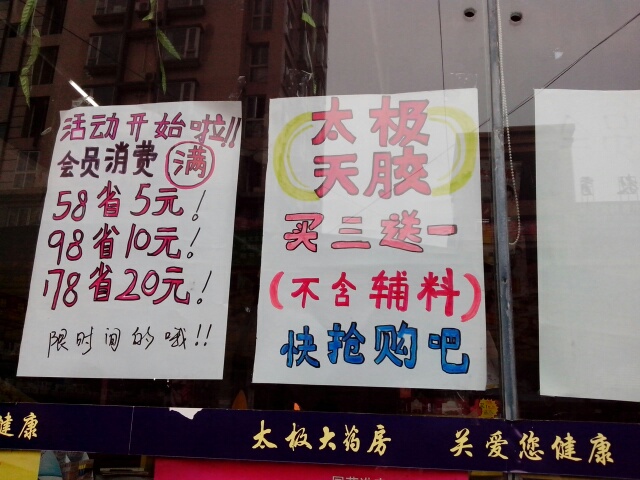 活动开始啦!!
会员消费 满
58省5元!
98省10元!
178省20元!
限时间的哦!!
太极
天胶
买三送一
(不含辅料)
快抢购吧
健康
太极大药房 关爱您健康